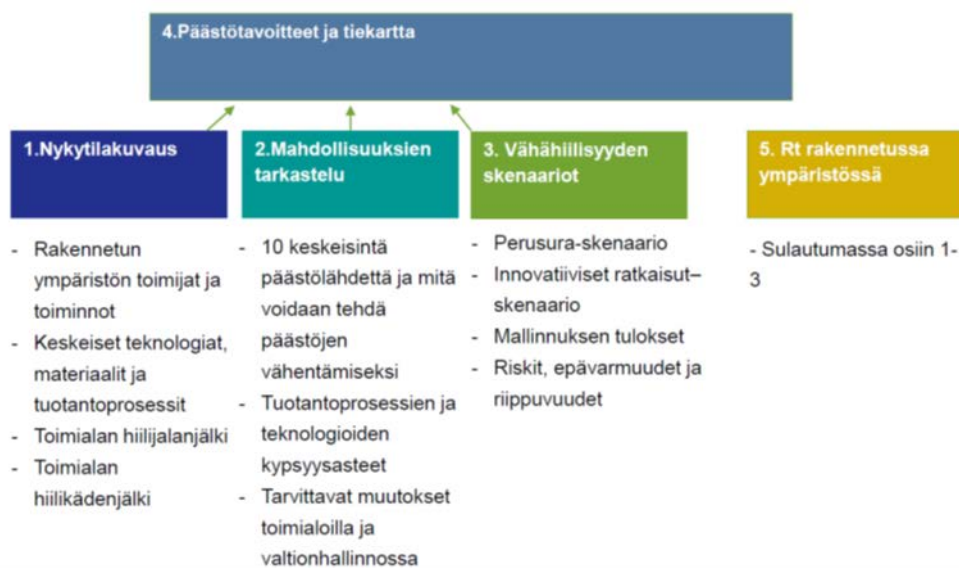 4.Päästötavoitteet ja tiekartta
1.Nykytilakuvaus
- Rakennetun
ympäristön toimijat ja
toiminnot
- Keskeiset teknologiat,
materiaalit ja
tuotantoprosessit
- Toimialan hiilijalanjälki
- Toimialan
hiilikädenjälki
2.Mahdollisuuksien
tarkastelu
- 10 keskeisintä
päästölähdettä ja mitä
voidaan tehdä
päästöjen
vähentämiseksi
- Tuotantoprosessien ja
teknologioiden
kypsyysasteet
- Tarvittavat muutokset
toimialoilla ja
valtionhallinnossa
3. Vähähiilisyyden
skenaariot
- Perusura-skenaario
- Innovatiiviset ratkaisut–
skenaario
- Mallinnuksen tulokset
- Riskit, epävarmuudet ja
riippuvuudet
5. Rt rakennetussa
ympäristössä
- Sulautumassa osiin 1-
3